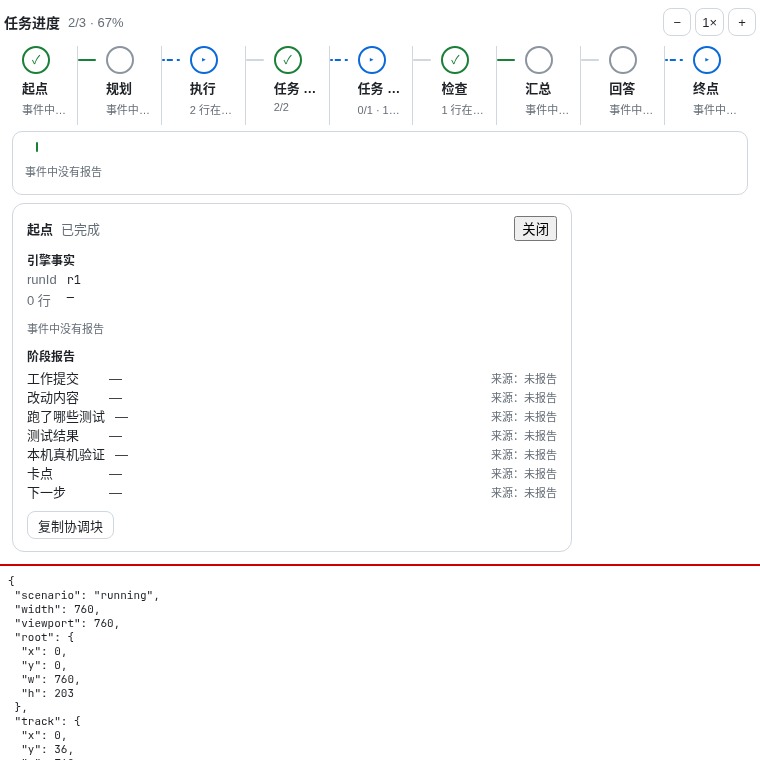 任务进度 2/3 · 67% − 1× +
起点 规划 执行 任务 … 任务 … 检查 汇总 回答 终点
事件中… 事件中… 2 行在… 2/2 0/1 · 1… 1 行在… 事件中… 事件中… 事件中…
事件中没有报告
起点 已完成 关闭
引擎事实
runId r1
0 行 —
事件中没有报告
阶段报告
工作提交 — 来源: 未报告
改动内容 — 来源: 未报告
跑了哪些测试 — 来源: 未报告
测试结果 — 来源: 未报告
本机真机验证 — 来源: 未报告
卡点 — 来源: 未报告
下一步 — 来源: 未报告
复制协调块
{
"scenario": "running",
"width": 760,
"viewport": 760,
"root": {
"x": 0,
"y": 0,
"w": 760,
"h": 203
},
"track": {
"x": 0,
"y": 36,